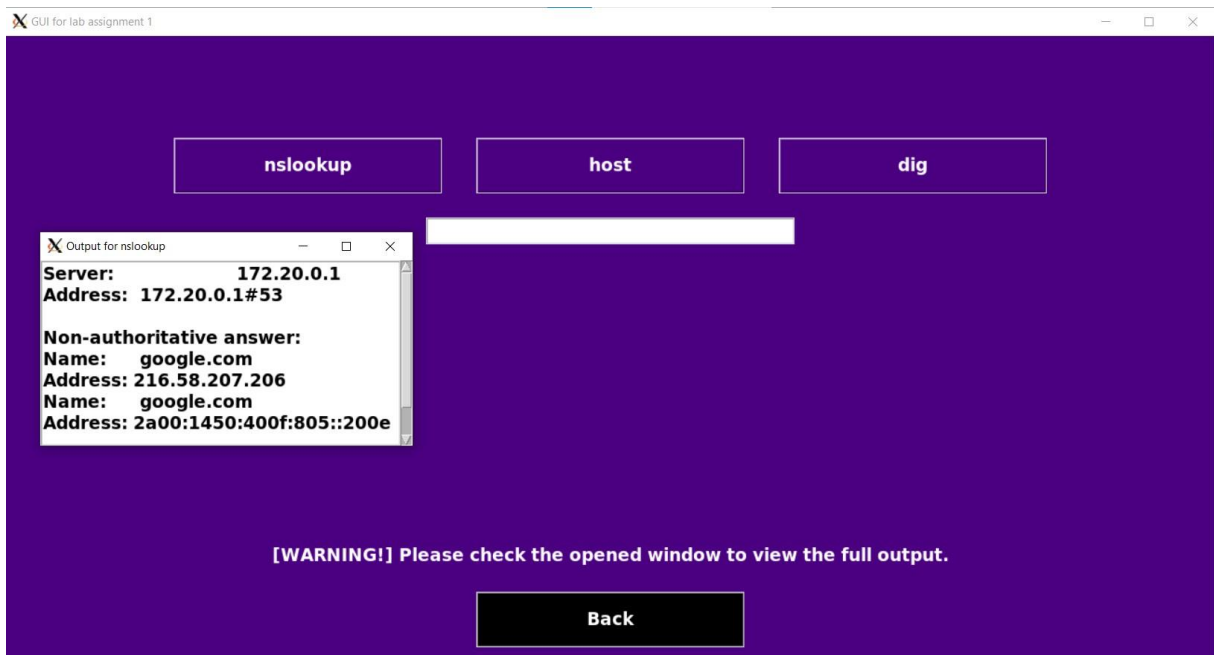 GUI for lab assignment 1
nslookup
host
dig
Output for nslookup
Server: 172.20.0.1
Address: 172.20.0.1#53
Non-authoritative answer:
Name: google.com
Address: 216.58.207.206
Name: google.com
Address: 2a00:1450:400f:805::200e
[WARNING!] Please check the opened window to view the full output.
Back